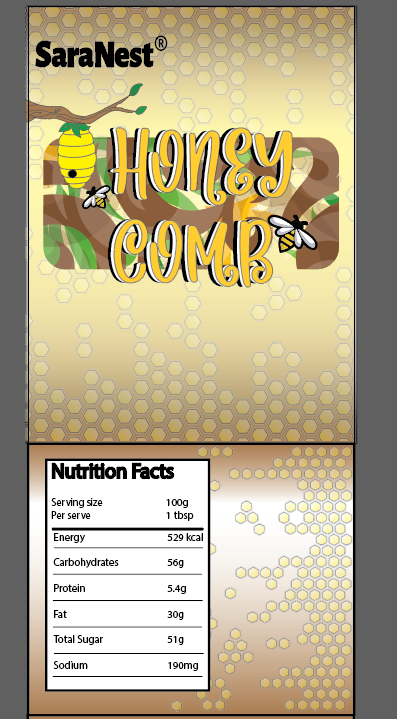 SaraNest®
HONEY
COMB
Nutrition Facts
Serving size 100g
Per serve 1 tbsp
Energy 529 kcal
Carbohydrates 56g
Protein 5.4g
Fat 30g
Total Sugar 51g
Sodium 190mg